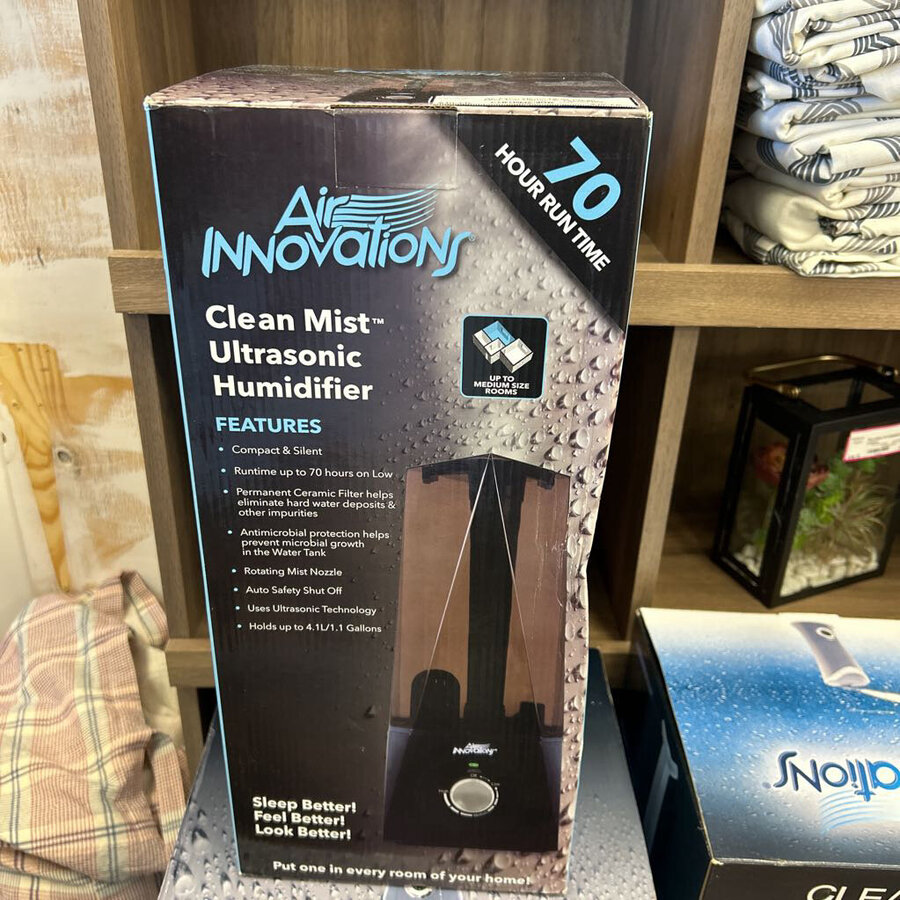 70
HOUR RUN TIME
Air
INNOVATIONS®
Clean Mist™
Ultrasonic
Humidifier
UP TO
MEDIUM SIZE
ROOMS
FEATURES
• Compact & Silent
• Runtime up to 70 hours on Low
• Permanent Ceramic Filter helps
eliminate hard water deposits &
other impurities
• Antimicrobial protection helps
prevent microbial growth
in the Water Tank
• Rotating Mist Nozzle
• Auto Safety Shut Off
• Uses Ultrasonic Technology
• Holds up to 4.1L/1.1 Gallons
Air
INNOVATIONS
Sleep Better!
Feel Better!
Look Better!
Put one in every room of your home!
CLEA